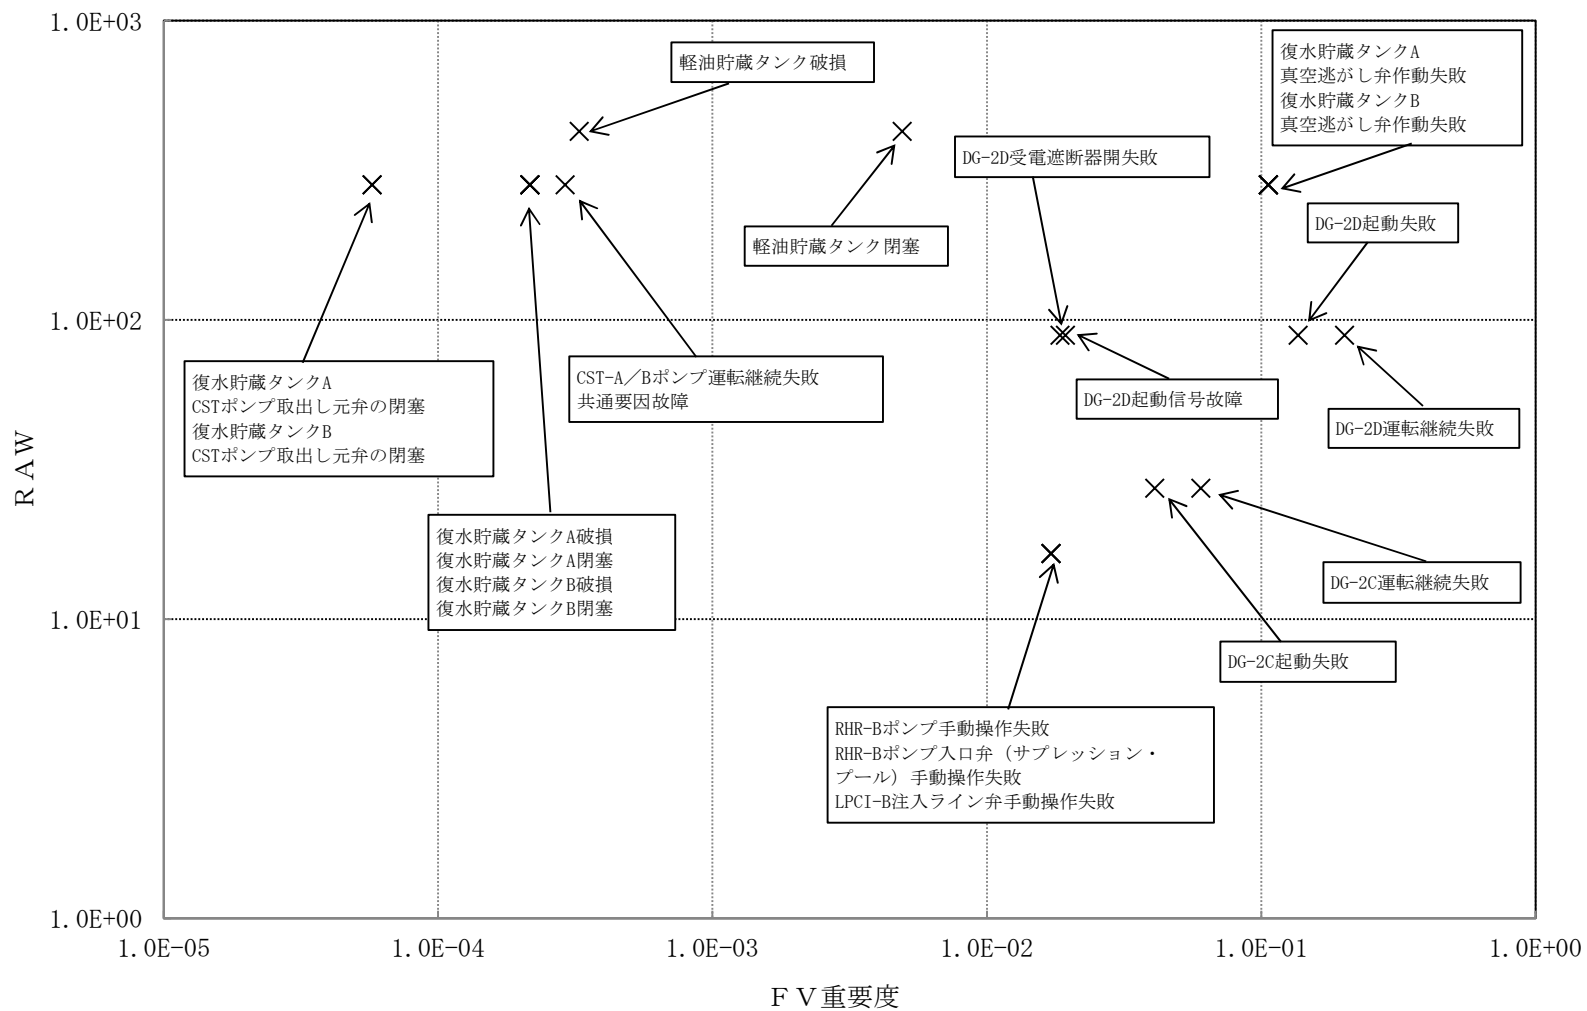 1.0E+03
1.0E+02
1.0E+01
1.0E+00
RAW
軽油貯蔵タンク破損
復水貯蔵タンクA
真空逃がし弁作動失敗
復水貯蔵タンクB
真空逃がし弁作動失敗
DG-2D受電遮断器開失敗
DG-2D起動失敗
軽油貯蔵タンク閉塞
復水貯蔵タンクA
CSTポンプ取出し元弁の閉塞
復水貯蔵タンクB
CSTポンプ取出し元弁の閉塞
CST-A／Bポンプ運転継続失敗
共通要因故障
DG-2D起動信号故障
DG-2D運転継続失敗
復水貯蔵タンクA破損
復水貯蔵タンクA閉塞
復水貯蔵タンクB破損
復水貯蔵タンクB閉塞
DG-2C運転継続失敗
DG-2C起動失敗
RHR-Bポンプ手動操作失敗
RHR-Bポンプ入口弁（サプレッション・
プール）手動操作失敗
LPCI-B注入ライン弁手動操作失敗
1.0E-05
1.0E-04
1.0E-03
1.0E-02
1.0E-01
1.0E+00
ＦＶ重要度